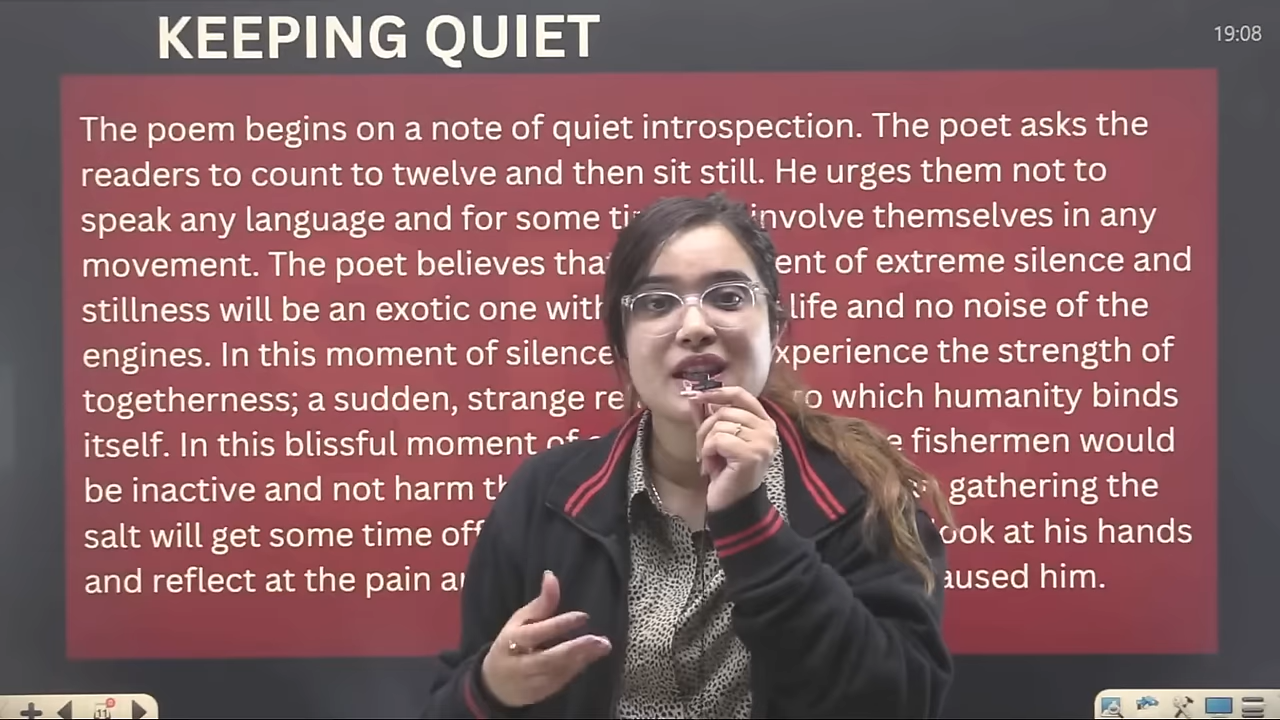 KEEPING QUIET
19:08
The poem begins on a note of quiet introspection. The poet asks the
readers to count to twelve and then sit still. He urges them not to
speak any language and for some involve themselves in any
movement. The poet believes of extreme silence and
stillness will be an exotic one life and no noise of the
engines. In this moment of silence the strength of
togetherness; a sudden, strange which humanity binds
itself. In this blissful moment fishermen would
be inactive and not harm gathering the
salt will get some time look at his hands
and reflect at the pain him.
11